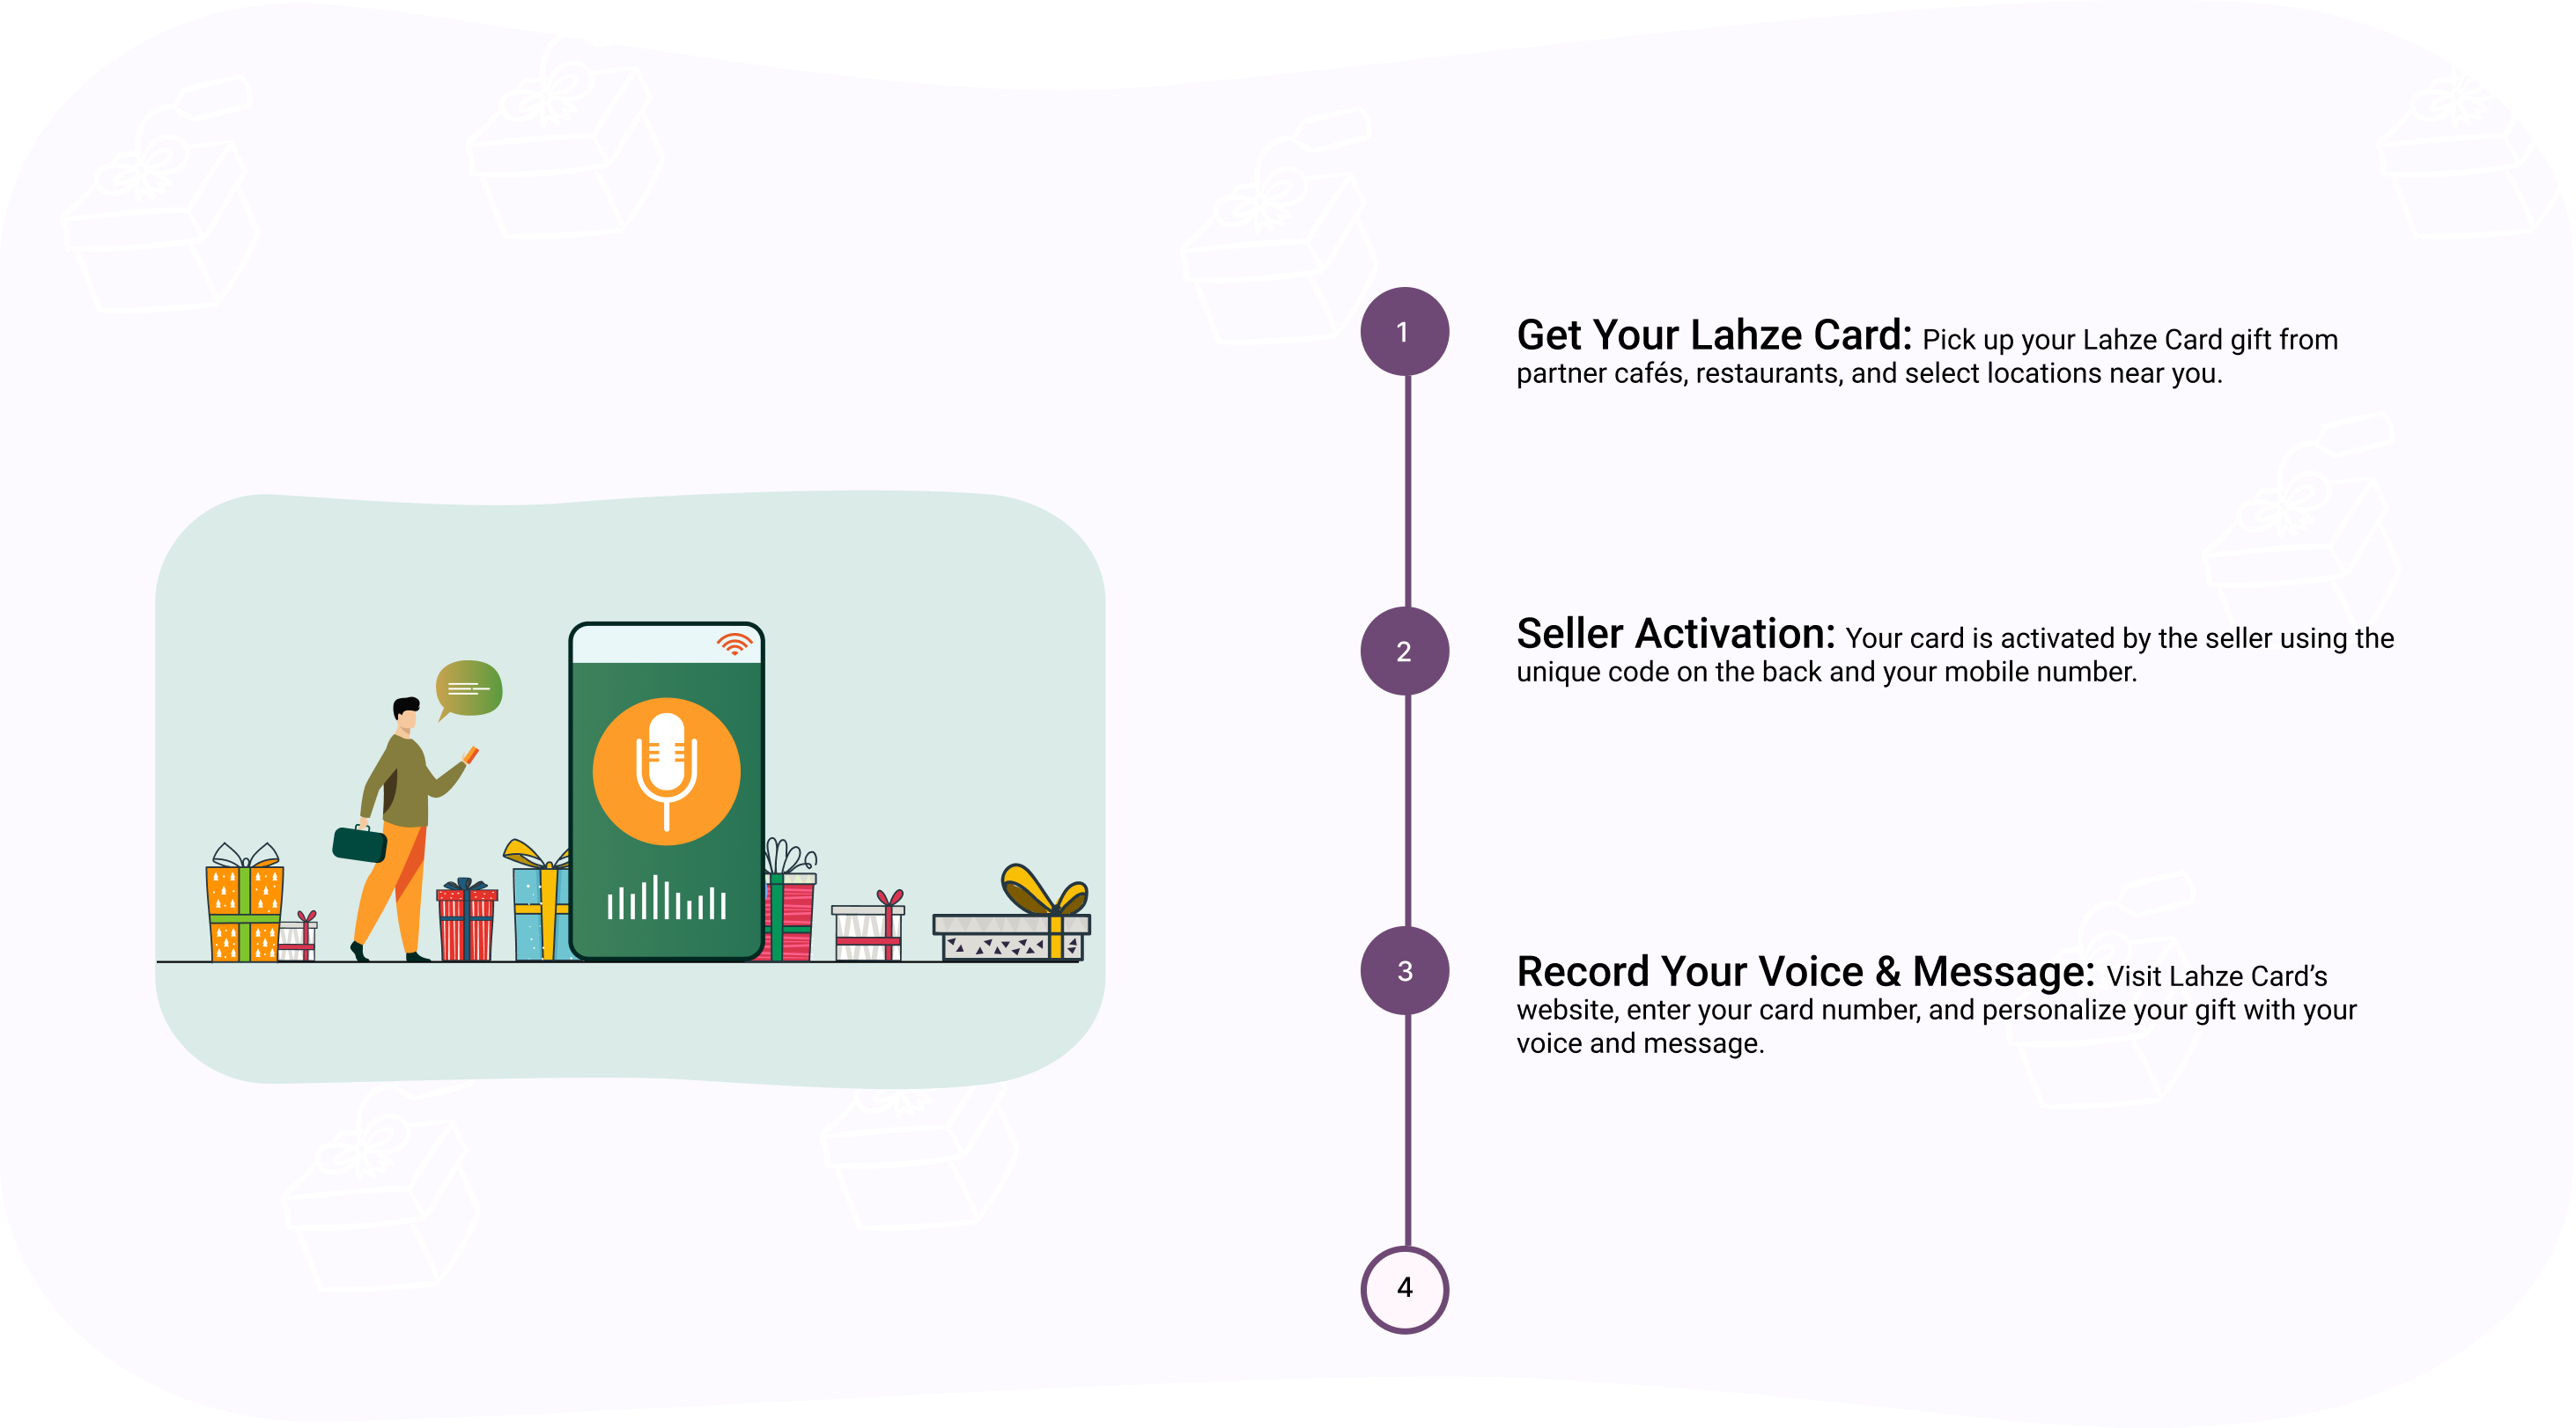 1
Get Your Lahze Card: Pick up your Lahze Card gift from
partner cafés, restaurants, and select locations near you.
2
Seller Activation: Your card is activated by the seller using the
unique code on the back and your mobile number.
3
Record Your Voice & Message: Visit Lahze Card’s
website, enter your card number, and personalize your gift with your
voice and message.
4